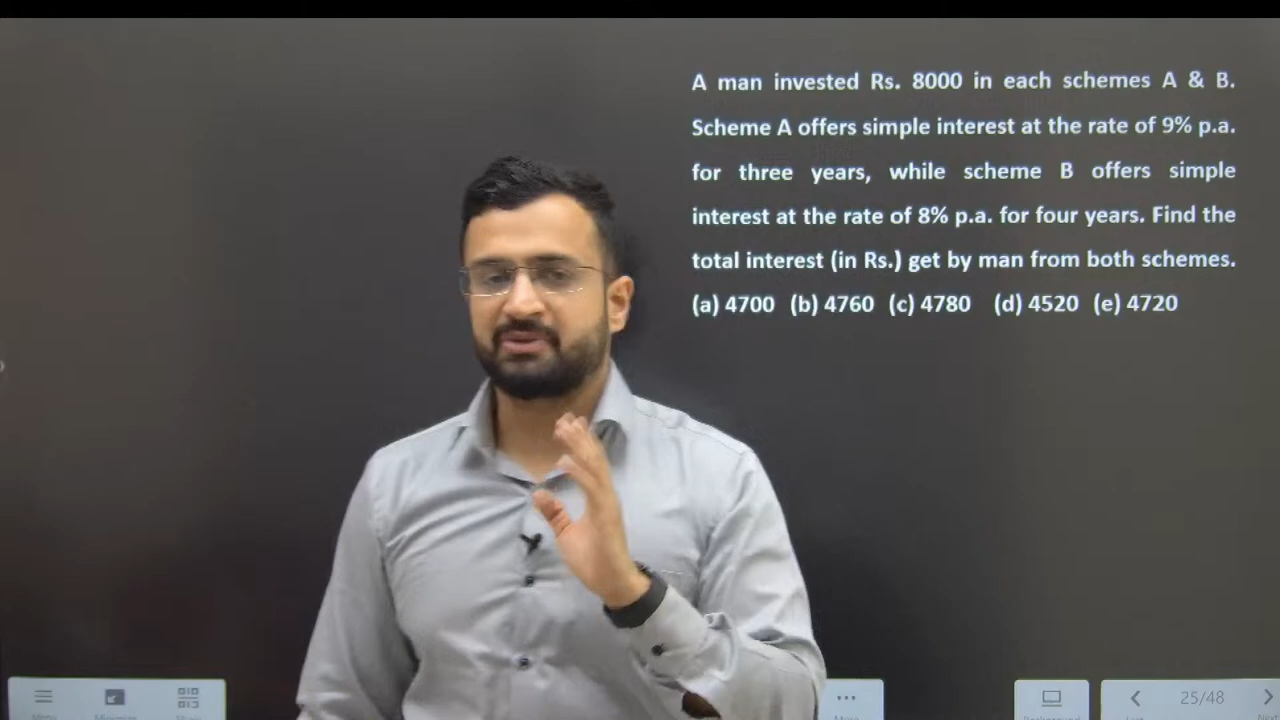 A man invested Rs. 8000 in each schemes A & B.
Scheme A offers simple interest at the rate of 9% p.a.
for three years, while scheme B offers simple
interest at the rate of 8% p.a. for four years. Find the
total interest (in Rs.) get by man from both schemes.
(a) 4700 (b) 4760 (c) 4780 (d) 4520 (e) 4720
25/48